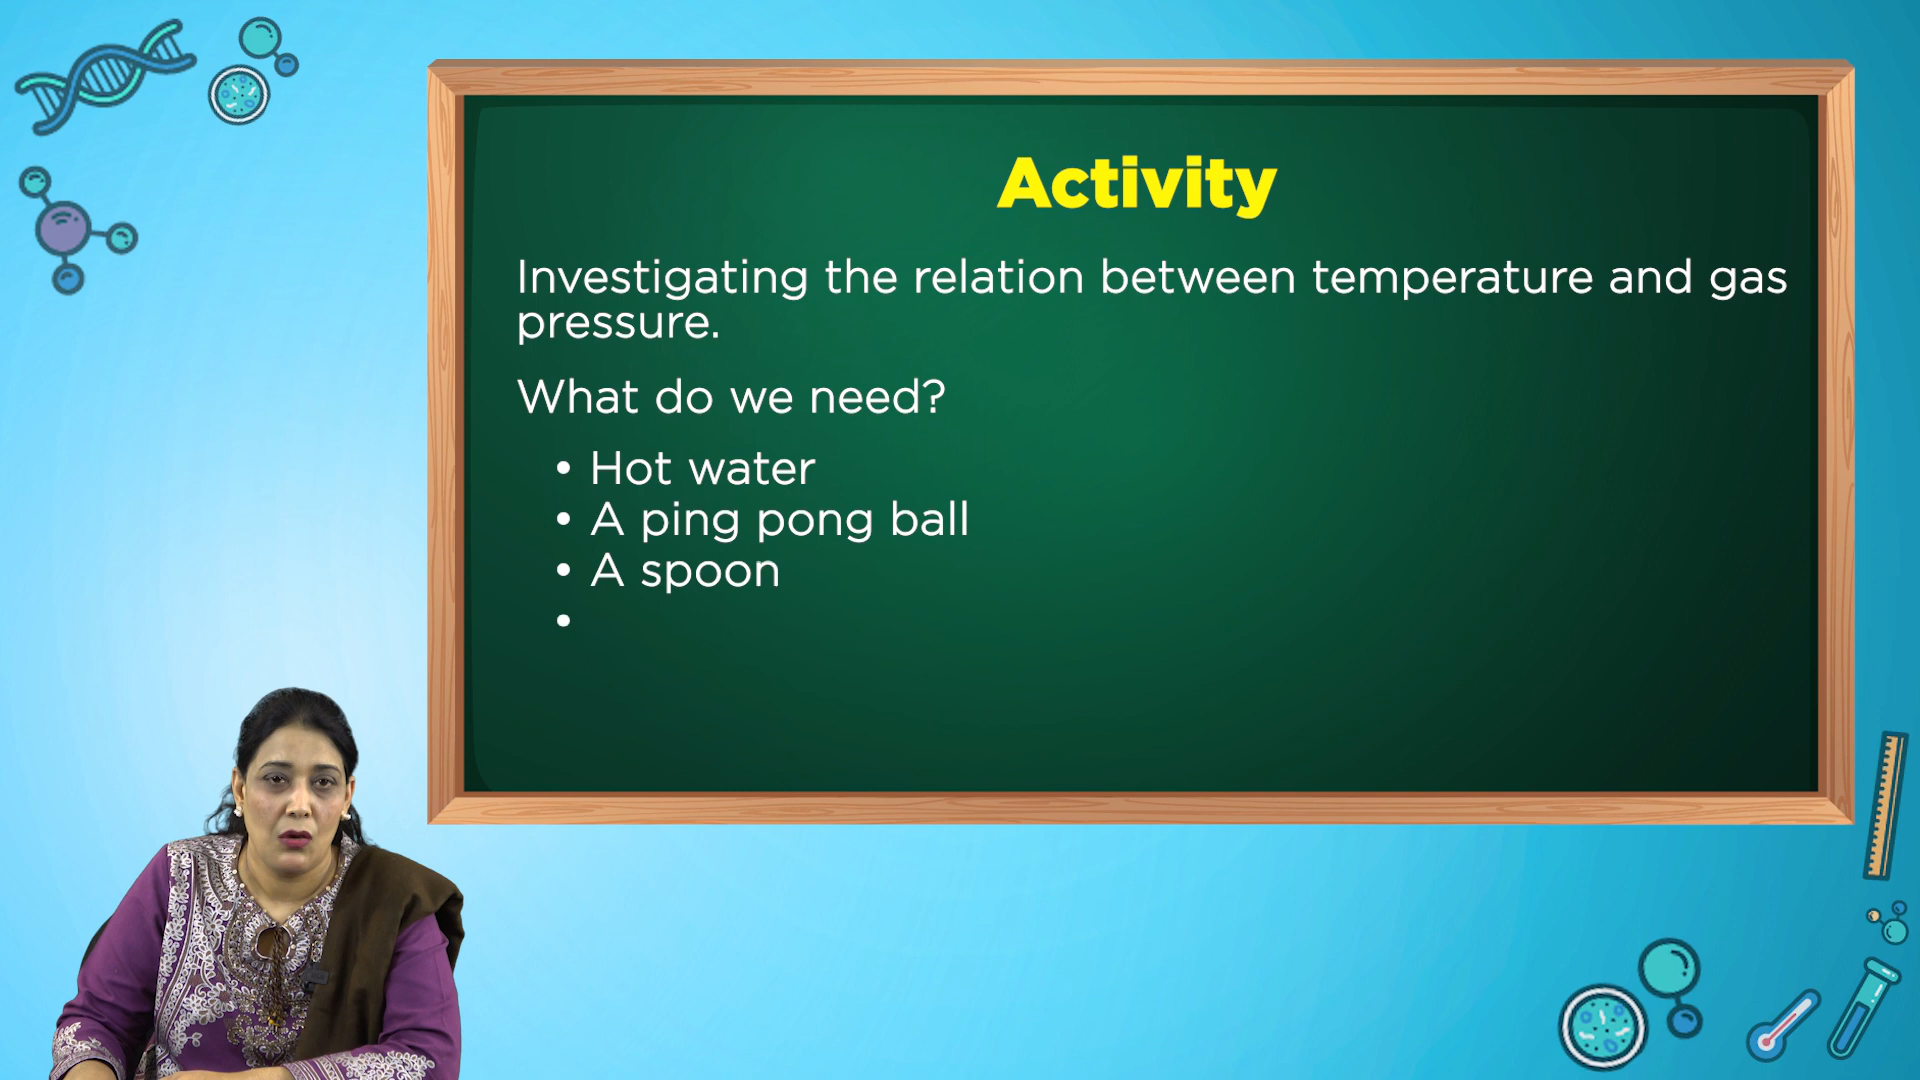 Activity
Investigating the relation between temperature and gas
pressure.
What do we need?
• Hot water
• A ping pong ball
• A spoon
•